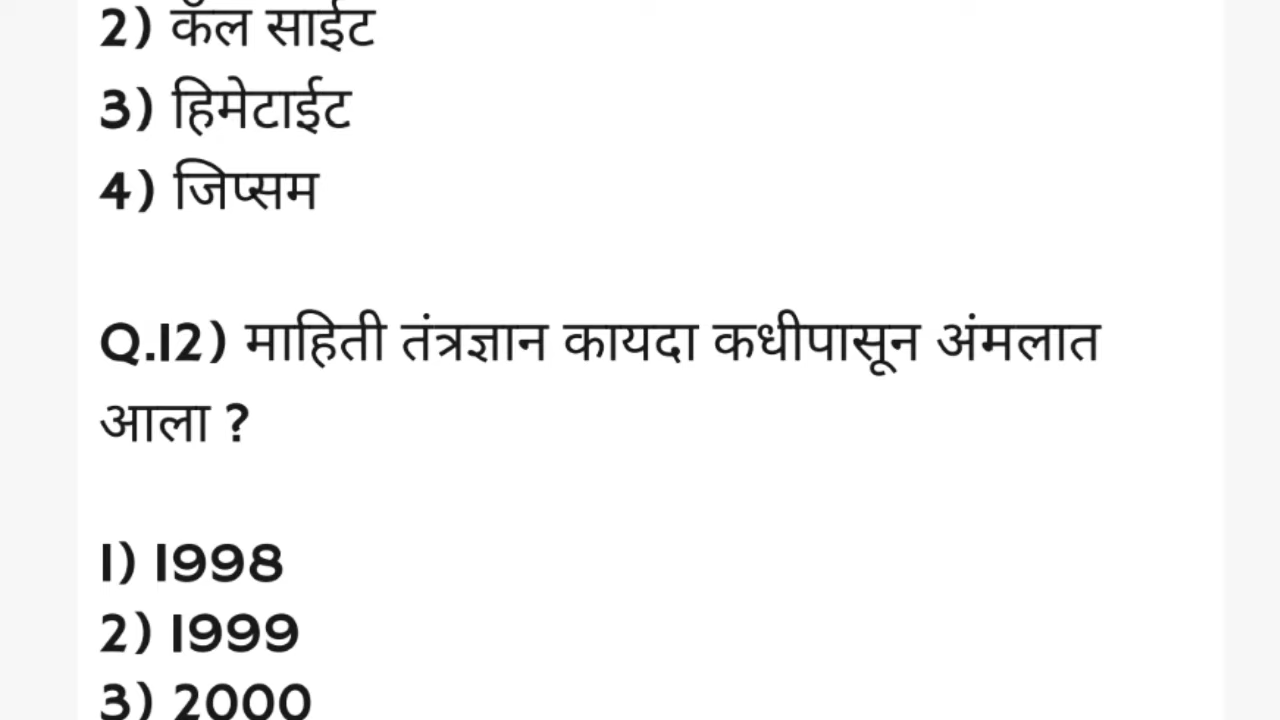 2) कॅल साईट
3) हिमेटाईट
4) जिप्सम
Q.12) माहिती तंत्रज्ञान कायदा कधीपासून अंमलात
आला ?
1) 1998
2) 1999
3) 2000